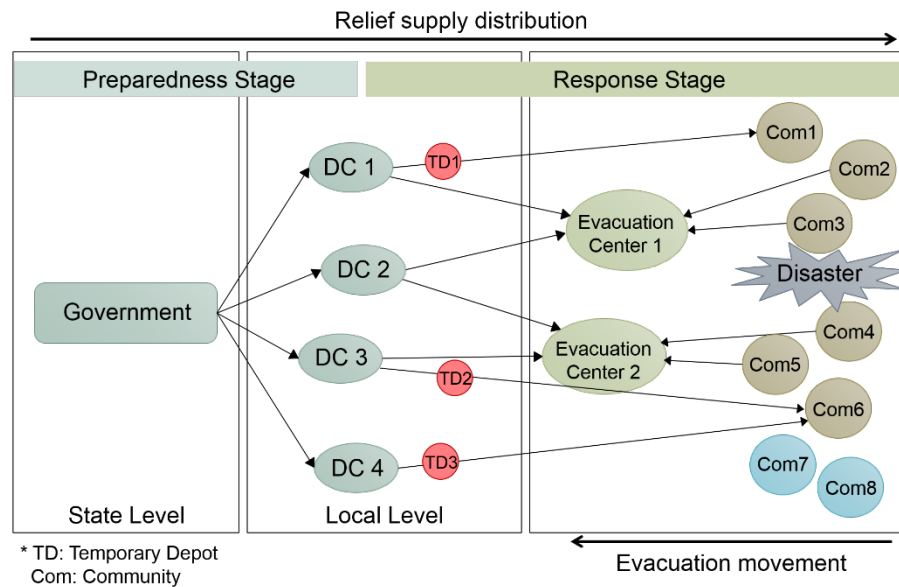 Relief supply distribution
Preparedness Stage
Response Stage
Com1
DC 1
TD1
Com2
Evacuation
Center 1
Com3
DC 2
Disaster
Government
Com4
DC 3
Evacuation
Center 2
Com5
TD2
Com6
DC 4
TD3
Com7
Com8
State Level
Local Level
* TD: Temporary Depot
Com: Community
Evacuation movement